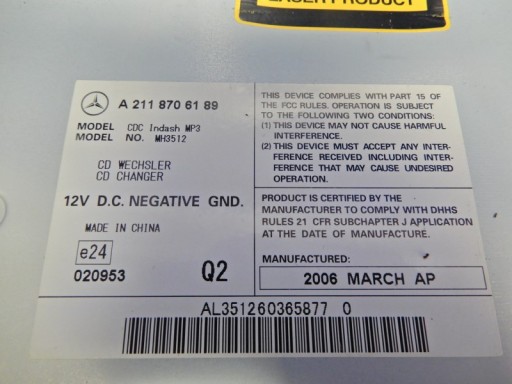 LASER PRODUCT
A 211 870 61 89
MODEL CDC Indash MP3
MODEL NO. MH3512
CD WECHSLER
CD CHANGER
12V D.C. NEGATIVE GND.
MADE IN CHINA
e24
020953
Q2
THIS DEVICE COMPLIES WITH PART 15 OF
THE FCC RULES. OPERATION IS SUBJECT
TO THE FOLLOWING TWO CONDITIONS:
(1) THIS DEVICE MAY NOT CAUSE HARMFUL
INTERFERENCE.
(2) THIS DEVICE MUST ACCEPT ANY INTER-
FERENCE RECEIVED INCLUDING INTER-
FERENCE THAT MAY CAUSE UNDESIRED
OPERATION.
PRODUCT IS CERTIFIED BY THE
MANUFACTURER TO COMPLY WITH DHHS
RULES 21 CFR SUBCHAPTER J APPLICATION
AT THE DATE OF MANUFACTURE.
MANUFACTURED:
2006 MARCH AP
AL351260365877 0